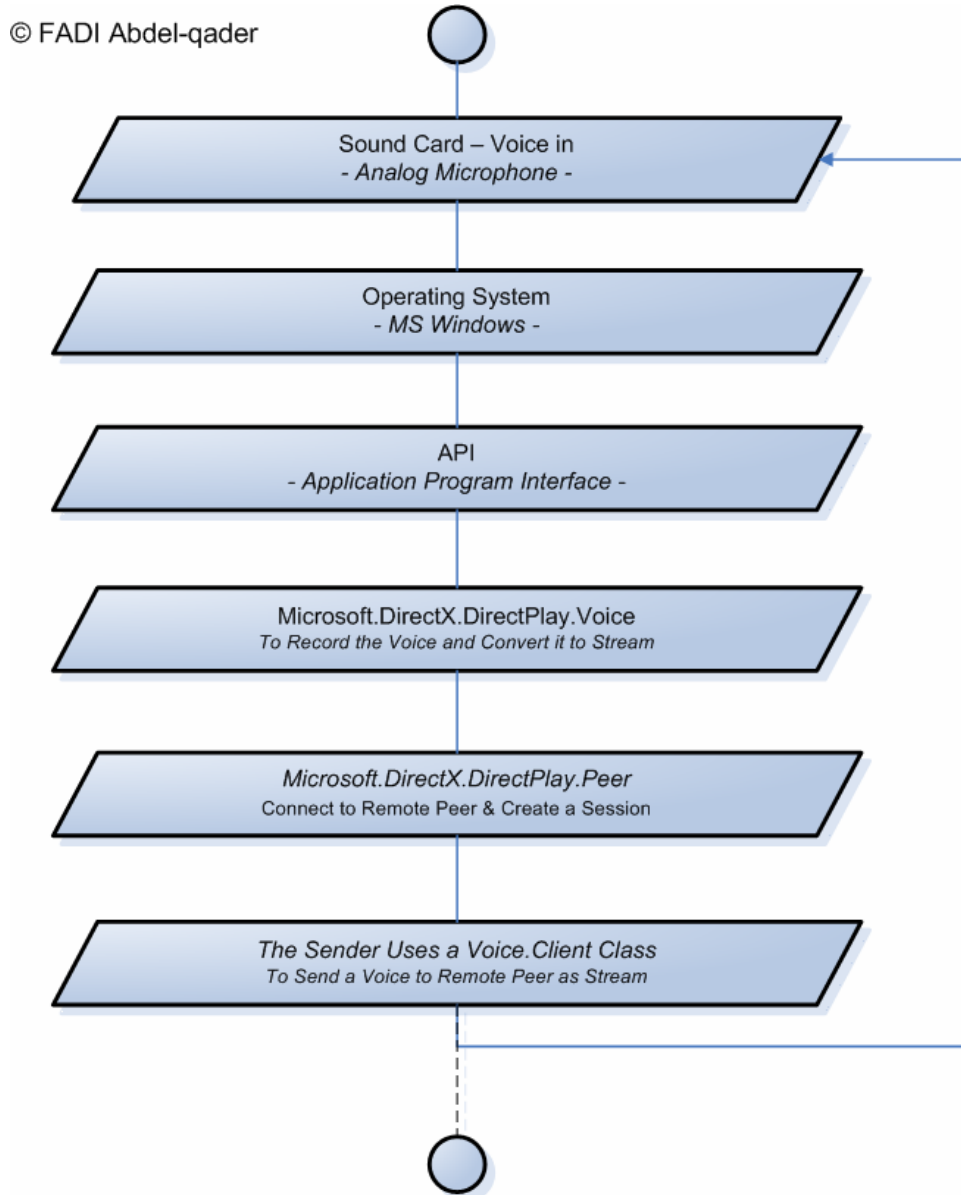 © FADI Abdel-qader
Sound Card – Voice in
- Analog Microphone -
Operating System
- MS Windows -
API
- Application Program Interface -
Microsoft.DirectX.DirectPlay.Voice
To Record the Voice and Convert it to Stream
Microsoft.DirectX.DirectPlay.Peer
Connect to Remote Peer & Create a Session
The Sender Uses a Voice.Client Class
To Send a Voice to Remote Peer as Stream